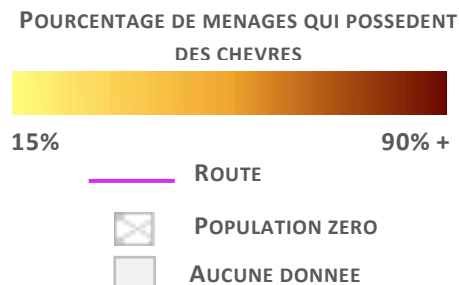 POURCENTAGE DE MENAGES QUI POSSEDENT
DES CHEVRES
15% 90% +
ROUTE
POPULATION ZERO
AUCUNE DONNEE